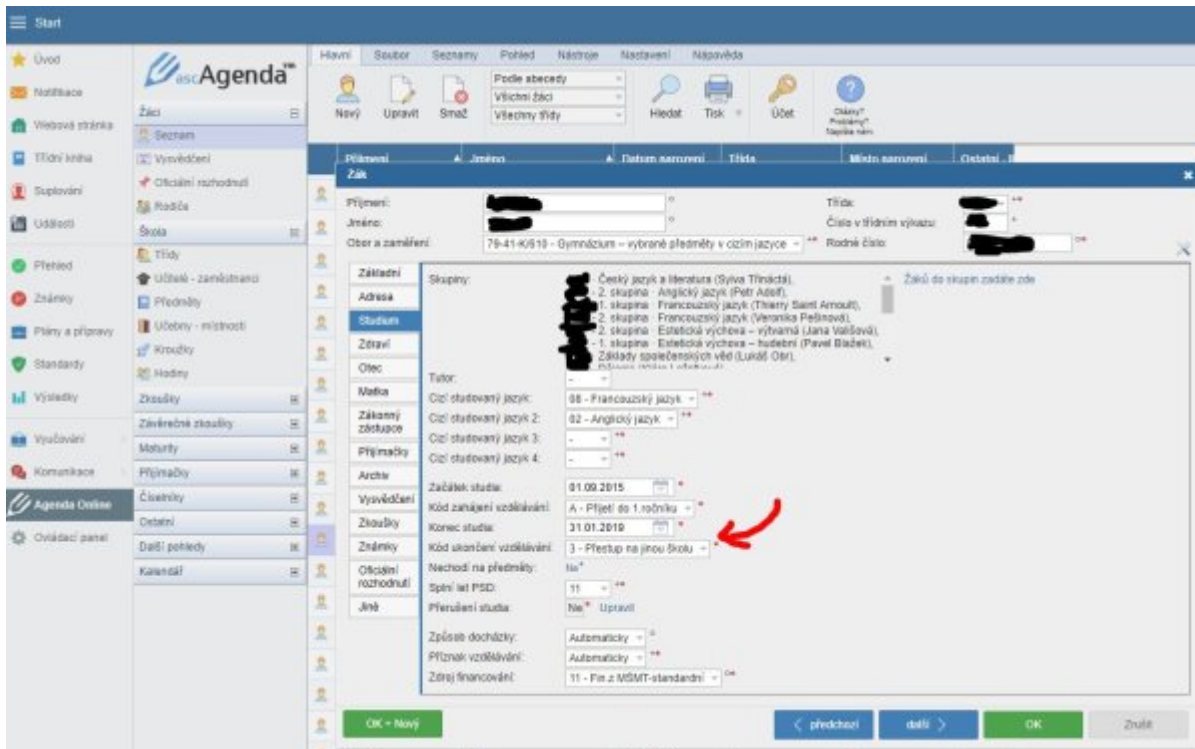 Start
Úvod
Notifikace
Webová stránka
Třídní kniha
Suplování
Události
Přehled
Známky
Plány a přípravy
Standardy
Výsledky
Vyučování
Komunikace
Agenda Online
Ovládací panel
ascAgenda™
Žáci
Seznam
Vysvědčení
Oficiální rozhodnutí
Rodiče
Škola
Třídy
Učitelé - zaměstnanci
Předměty
Učebny - místnosti
Kroužky
Hodiny
Zkoušky
Závěrečné zkoušky
Maturity
Přijímačky
Číselníky
Ostatní
Další pohledy
Kalendář
Hlavní Soubor Seznamy Pohled Nástroje Nastavení Nápověda
Nový Upravit Smaž
Podle abecedy
Všichni žáci
Všechny třídy
Hledat Tisk Účet
Otázky?
Problémy?
Napište nám
Příjmení Jméno Datum narození Třída Místo narození Ostatní -
Žák
Příjmení: Třída:
Jméno: Číslo v třídním výkazu:
Obor a zaměření: 79-41-K/610 - Gymnázium – vybrané předměty v cizím jazyce Rodné číslo:
Základní
Adresa
Studium
Zdraví
Otec
Matka
Zákonný
zástupce
Přijímačky
Archiv
Vysvědčení
Zkoušky
Známky
Oficiální
rozhodnutí
Jiné
Skupiny: - Český jazyk a literatura (Sylva Třináctá), Žáků do skupin zadáte zde
- 2. skupina - Anglický jazyk (Petr Adolf),
1. skupina - Francouzský jazyk (Thierry Saint Arnoult),
- 2. skupina - Francouzský jazyk (Veronika Pešinová),
- 2. skupina - Estetická výchova – výtvarná (Jana Vališová),
- 1. skupina - Estetická výchova – hudební (Pavel Blažek),
Základy společenských věd (Lukáš Obr),
Tutor: -
Cizí studovaný jazyk: 08 - Francouzský jazyk
Cizí studovaný jazyk 2: 02 - Anglický jazyk
Cizí studovaný jazyk 3: -
Cizí studovaný jazyk 4: -
Začátek studia: 01.09.2015
Kód zahájení vzdělávání: A - Přijetí do 1.ročníku
Konec studia: 31.01.2019
Kód ukončení vzdělávání: 3 - Přestup na jinou školu
Nechodí na předměty: Ne
Splnil let PSD: 11
Přerušení studia: Ne Upravit
Způsob docházky: Automaticky
Příznak vzdělávání: Automaticky
Zdroj financování: 11 - Fin.z MŠMT-standardní
OK + Nový předchozí další OK Zrušit